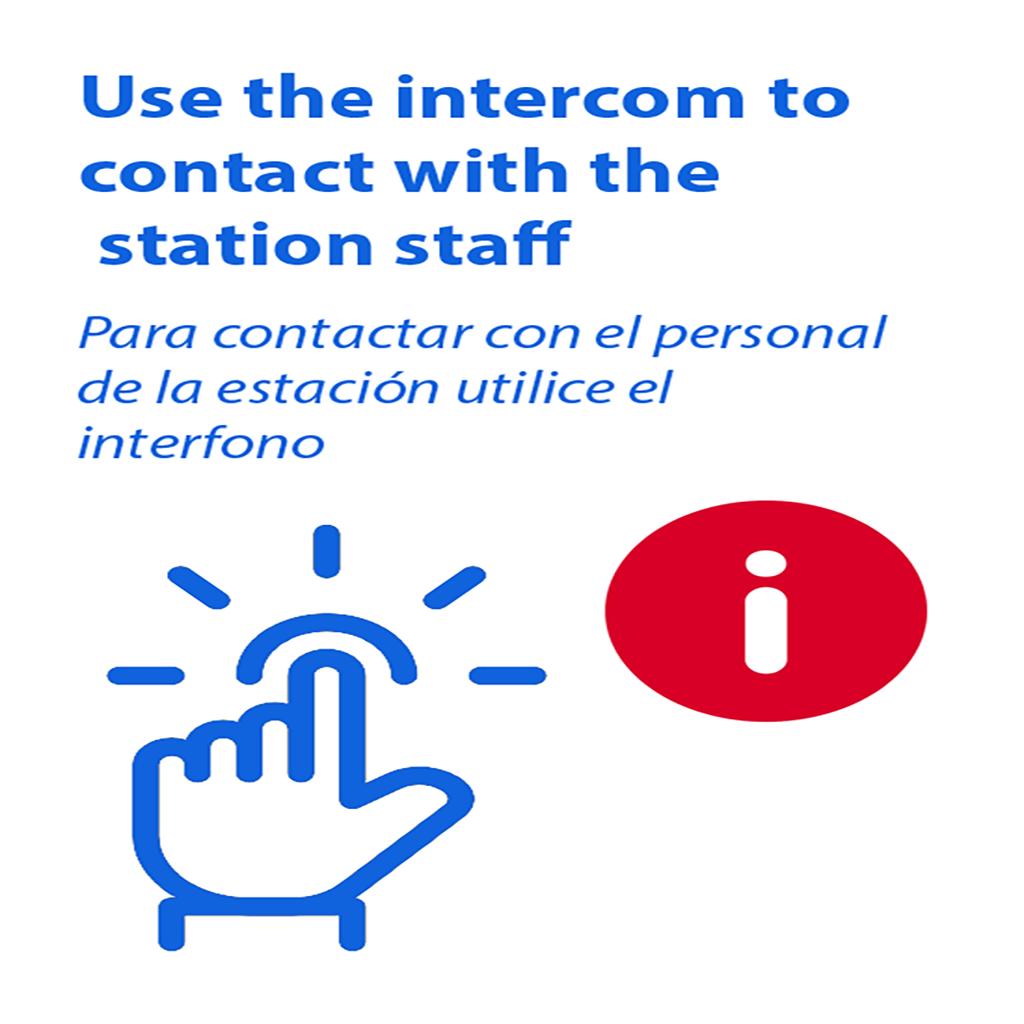 Use the intercom to
contact with the
station staff
Para contactar con el personal
de la estación utilice el
interfono
i